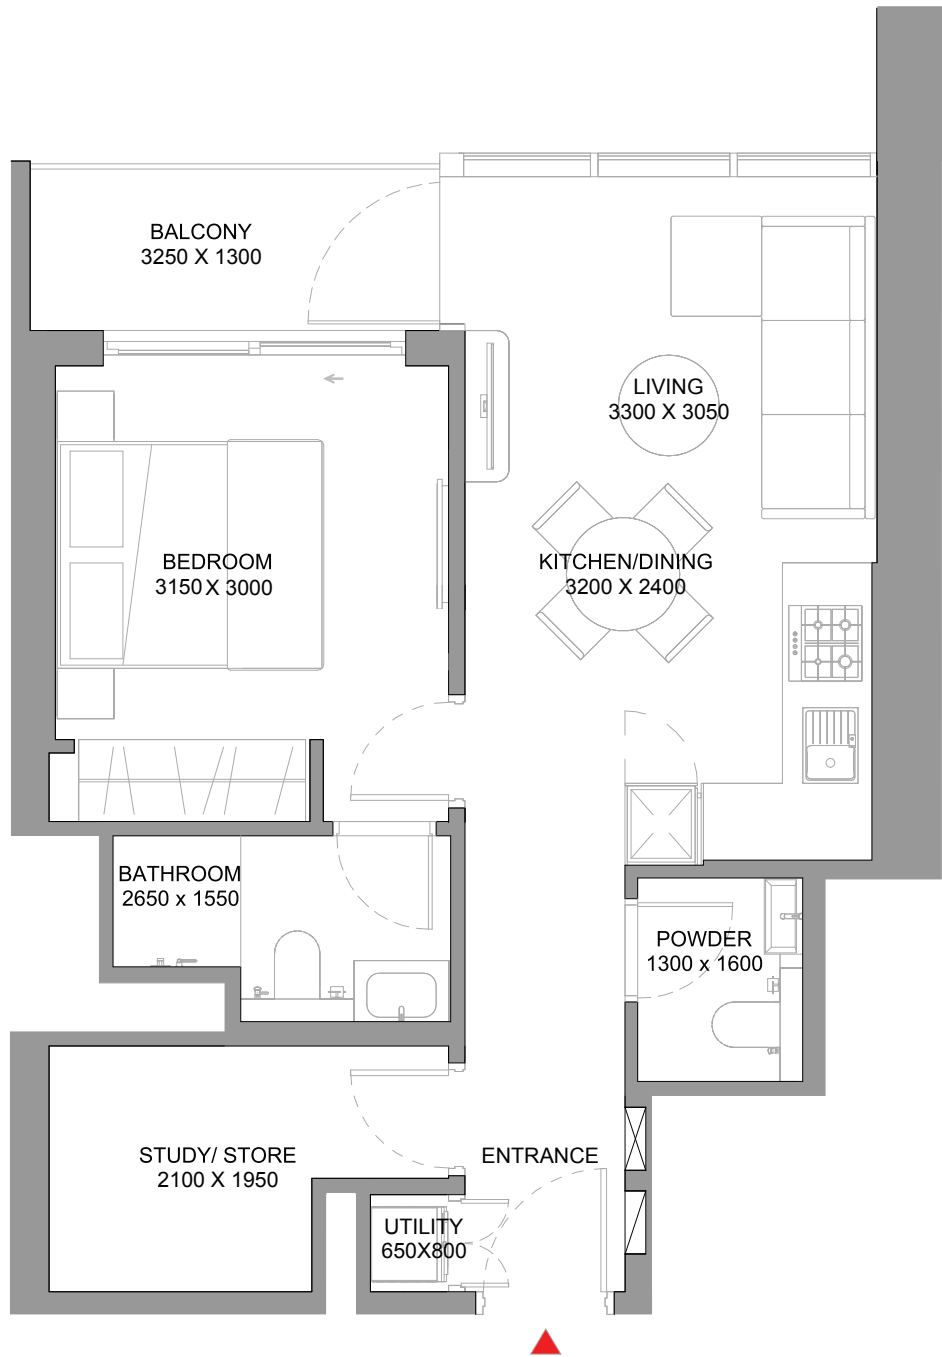 BALCONY
3250 X 1300
LIVING
3300 X 3050
BEDROOM
3150 X 3000
KITCHEN/DINING
3200 X 2400
BATHROOM
2650 x 1550
POWDER
1300 x 1600
STUDY/ STORE
2100 X 1950
ENTRANCE
UTILITY
650X800